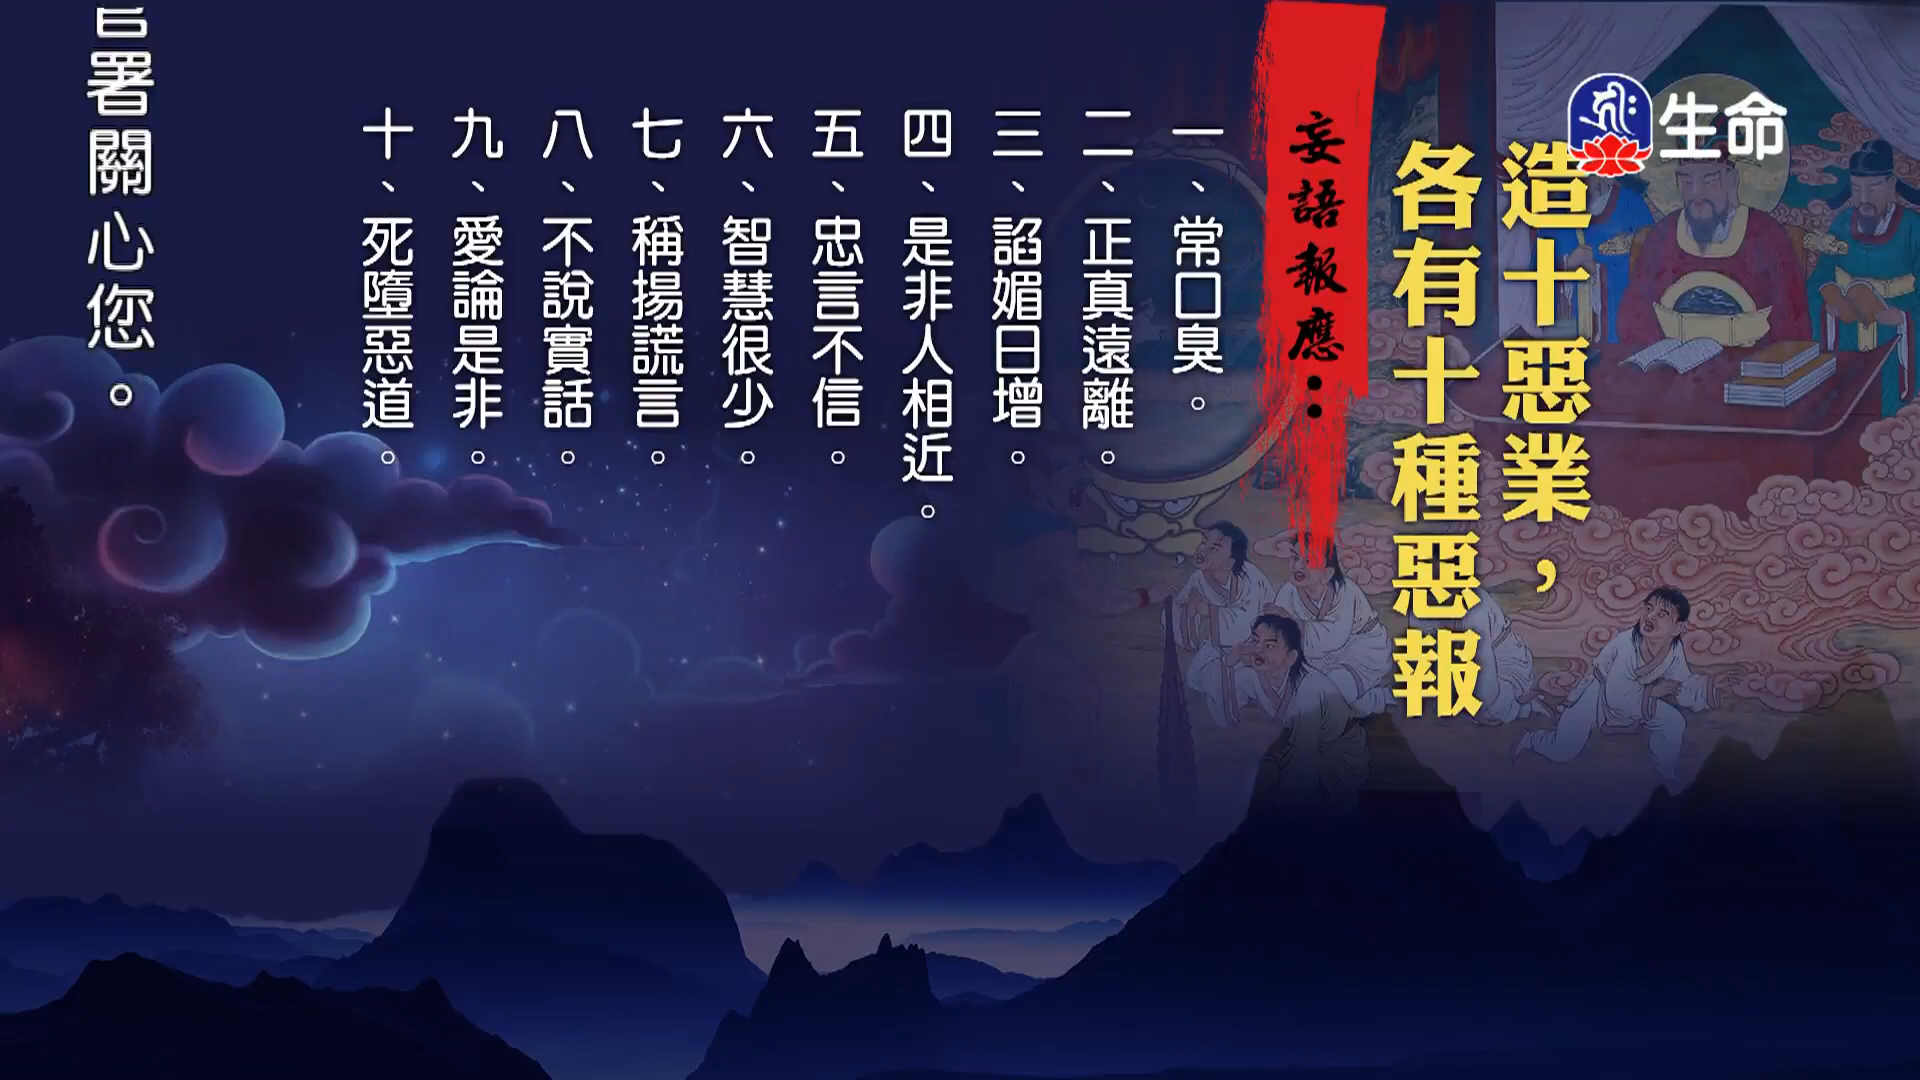 生命
造十惡業，
各有十種惡報
妄語報應：
一、常口臭。
二、正真遠離。
三、諂媚日增。
四、是非人相近。
五、忠言不信。
六、智慧很少。
七、稱揚謊言。
八、不說實話。
九、愛論是非。
十、死墮惡道。
署關心您。